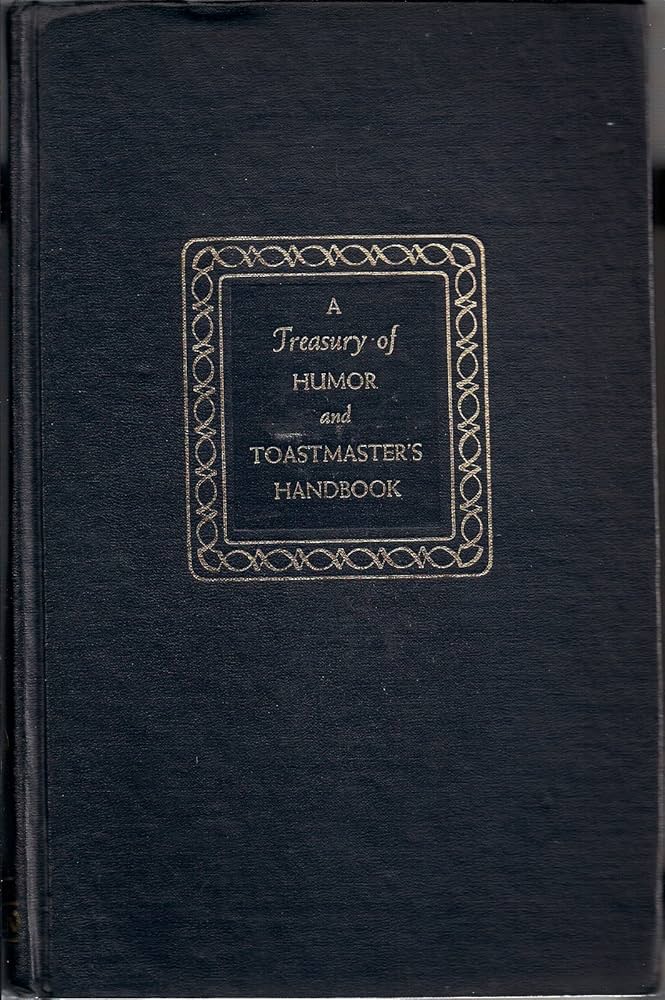 A
Treasury of
HUMOR
and
TOASTMASTER'S
HANDBOOK